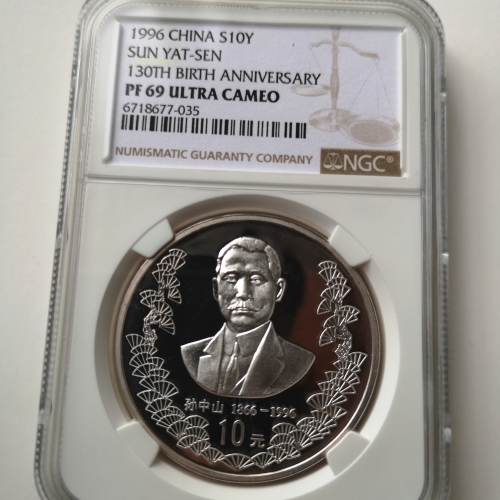 1996 CHINA S10Y
SUN YAT-SEN
130TH BIRTH ANNIVERSARY
PF 69 ULTRA CAMEO
6718677-035
NUMISMATIC GUARANTY COMPANY
NGC®
孙中山 1866-1996
10元